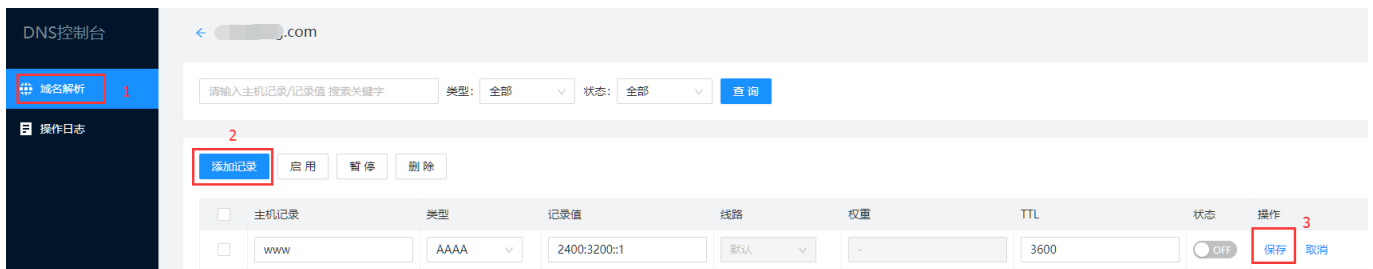 DNS控制台
.com
域名解析 1
请输入主机记录/记录值 搜索关键字 类型: 全部 状态: 全部 查 询
操作日志
2
添加记录 启 用 暂 停 删 除
主机记录 类型 记录值 线路 权重 TTL 状态 操作 3
www AAAA 2400:3200::1 默认 - 3600 OFF 保存 取消